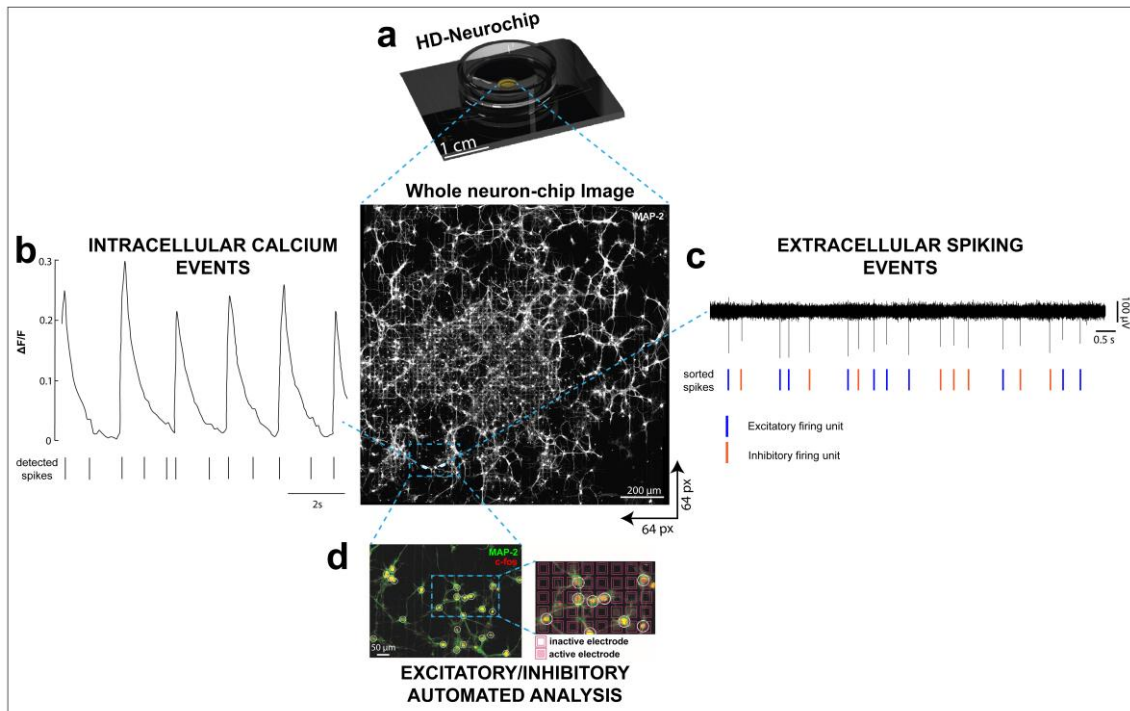 a
HD-Neurochip
1 cm
Whole neuron-chip Image
MAP-2
200 µm
64 px
64 px
b
INTRACELLULAR CALCIUM
EVENTS
0.3
0.2
0.1
0
ΔF/F
detected
spikes
2s
c
EXTRACELLULAR SPIKING
EVENTS
100 µV
0.5 s
sorted
spikes
Excitatory firing unit
Inhibitory firing unit
d
MAP-2
c-fos
50 µm
inactive electrode
active electrode
EXCITATORY/INHIBITORY
AUTOMATED ANALYSIS